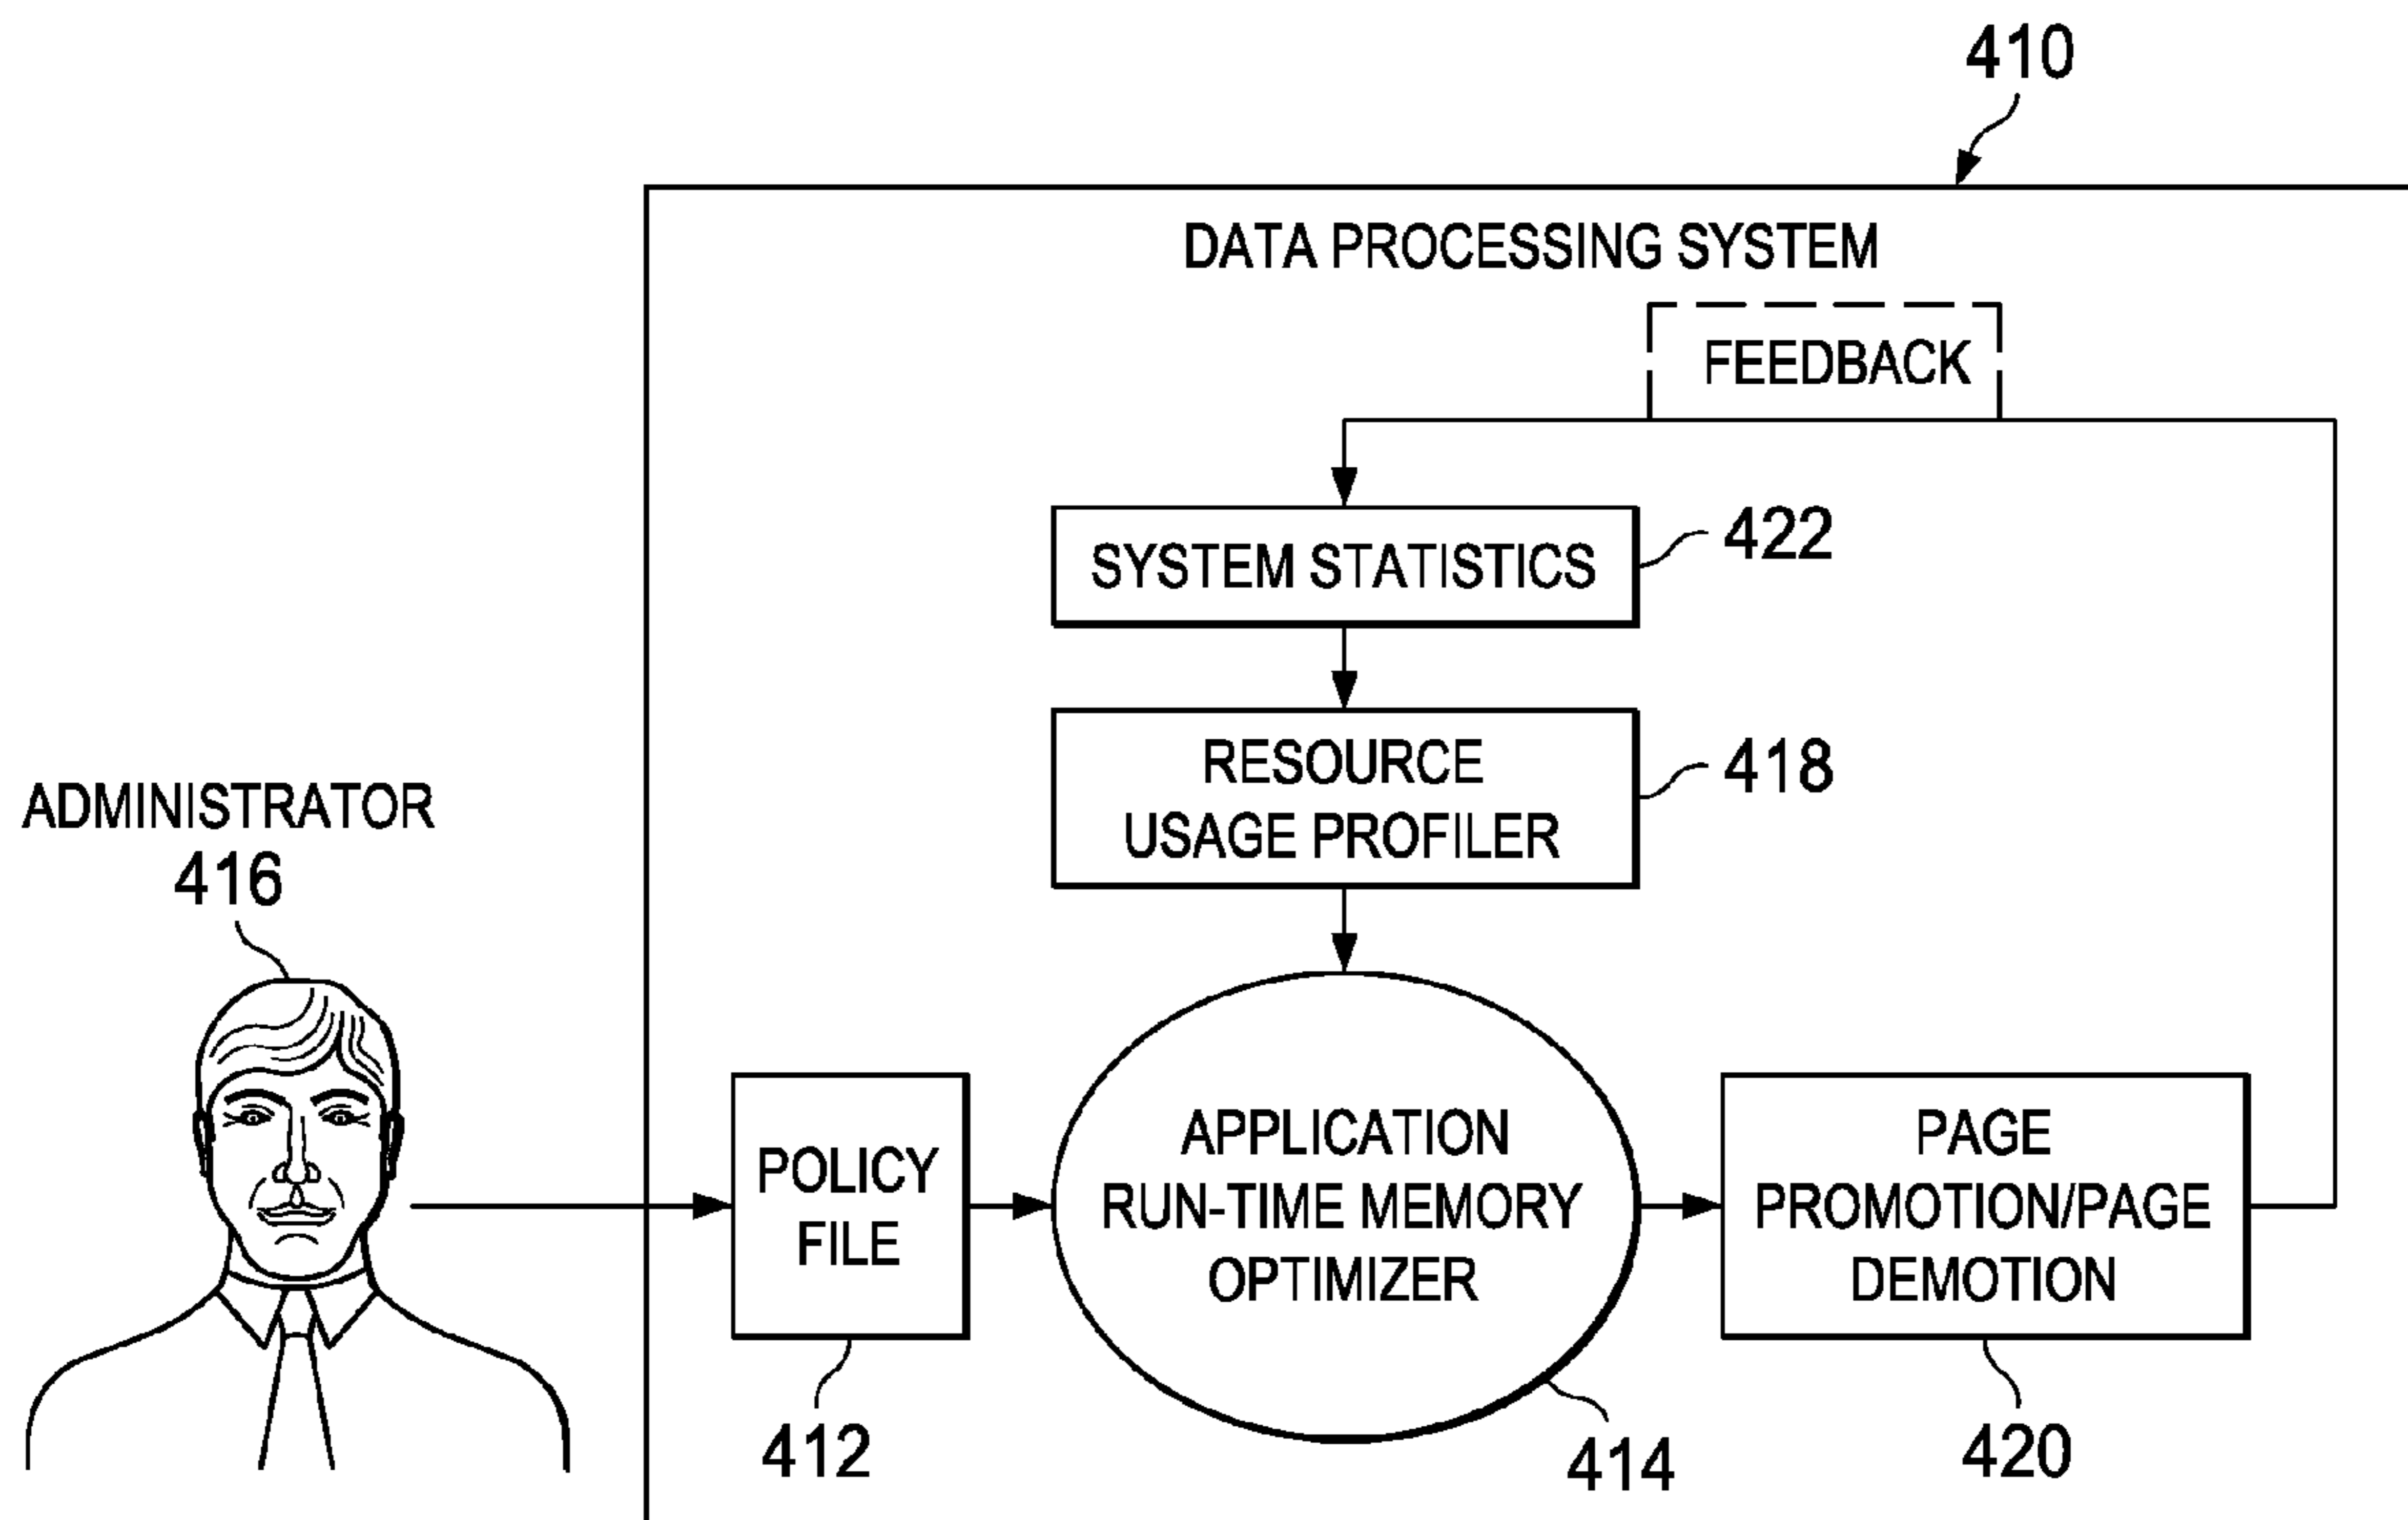 410
DATA PROCESSING SYSTEM
FEEDBACK
SYSTEM STATISTICS
422
RESOURCE
USAGE PROFILER
418
ADMINISTRATOR
416
POLICY
FILE
412
APPLICATION
RUN-TIME MEMORY
OPTIMIZER
414
PAGE
PROMOTION/PAGE
DEMOTION
420